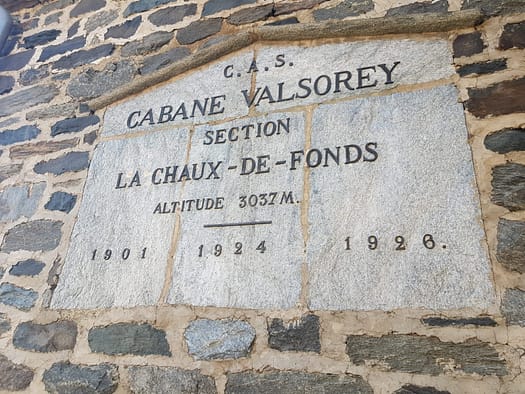 C.A.S.
CABANE VALSOREY
SECTION
LA CHAUX-DE-FONDS
ALTITUDE 3037 M.
1901 1924 1926.